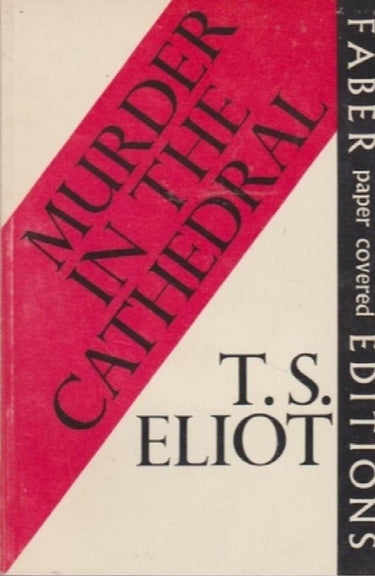 MURDER
IN THE
CATHEDRAL
T. S.
ELIOT
FABER paper covered EDITIONS